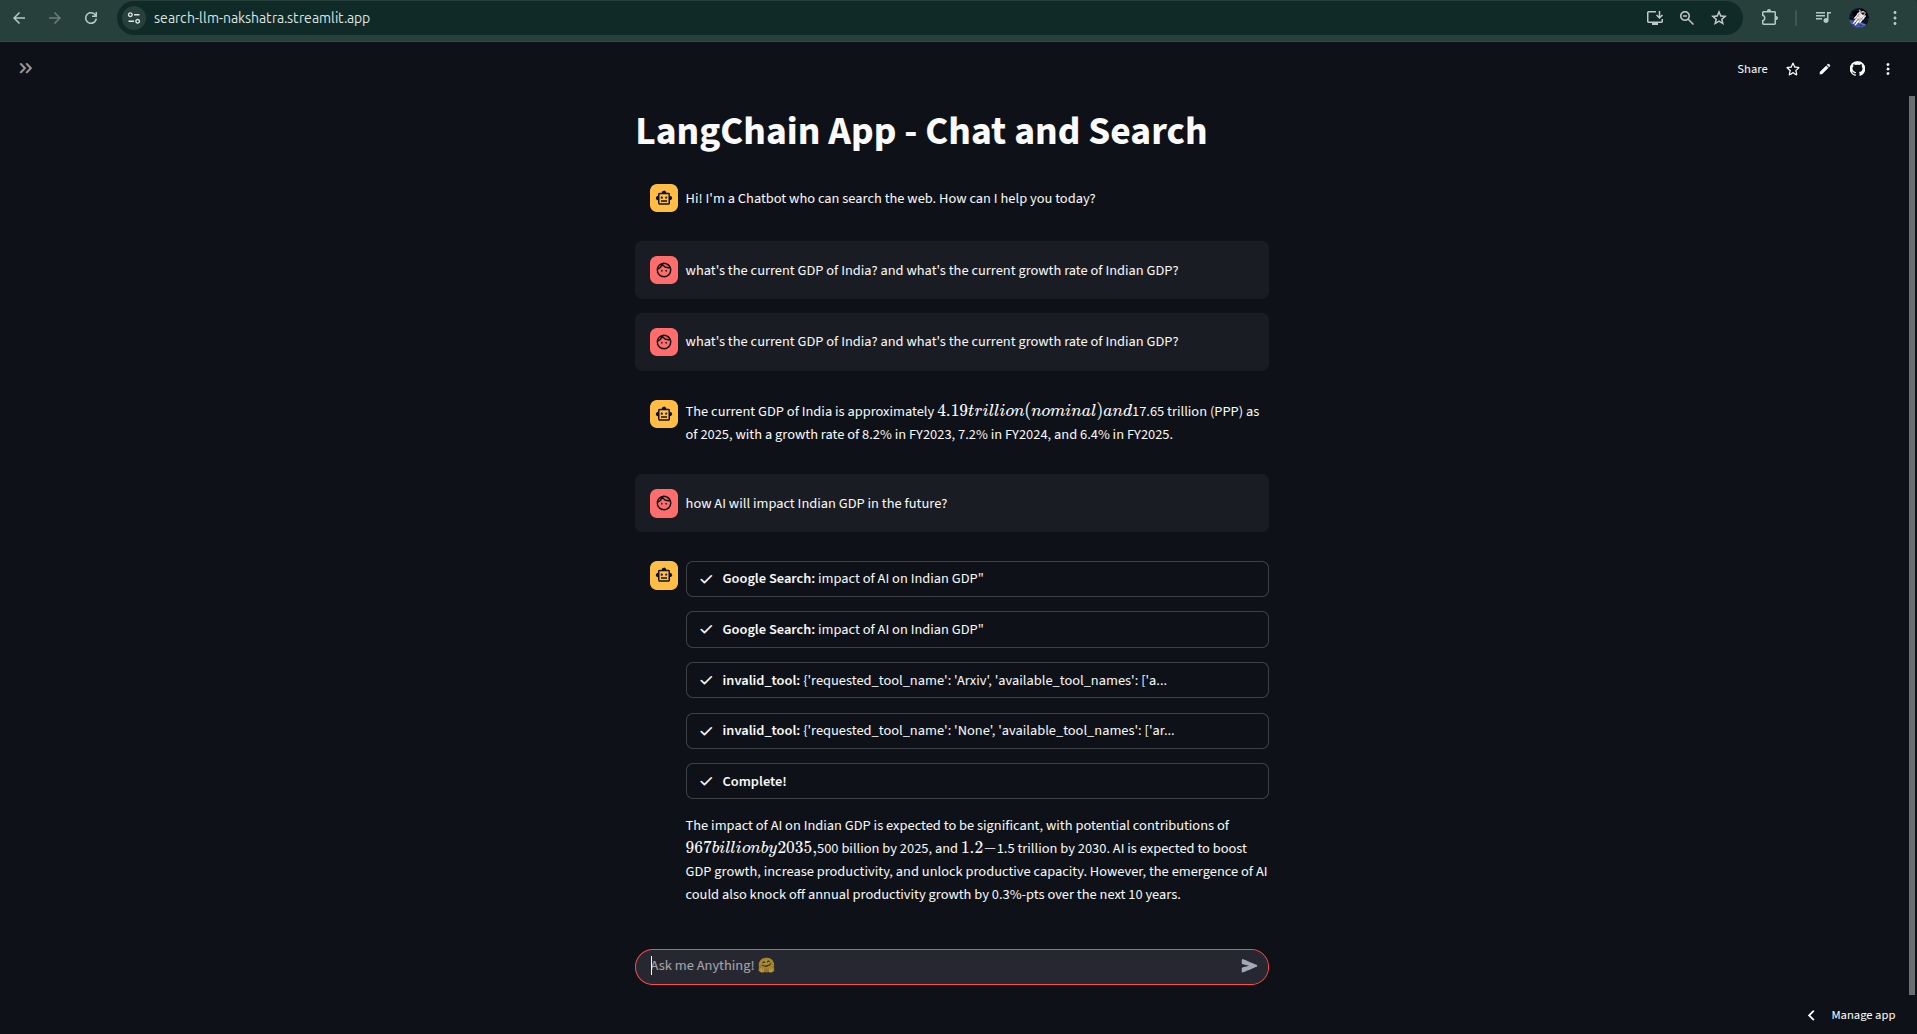 search-llm-nakshatra.streamlit.app
Share
LangChain App - Chat and Search
Hi! I'm a Chatbot who can search the web. How can I help you today?
what's the current GDP of India? and what's the current growth rate of Indian GDP?
what's the current GDP of India? and what's the current growth rate of Indian GDP?
The current GDP of India is approximately 4.19trillion(nominal)and17.65 trillion (PPP) as
of 2025, with a growth rate of 8.2% in FY2023, 7.2% in FY2024, and 6.4% in FY2025.
how AI will impact Indian GDP in the future?
Google Search: impact of AI on Indian GDP"
Google Search: impact of AI on Indian GDP"
invalid_tool: {'requested_tool_name': 'Arxiv', 'available_tool_names': ['a...
invalid_tool: {'requested_tool_name': 'None', 'available_tool_names': ['ar...
Complete!
The impact of AI on Indian GDP is expected to be significant, with potential contributions of
967billionby2035,500 billion by 2025, and 1.2−1.5 trillion by 2030. AI is expected to boost
GDP growth, increase productivity, and unlock productive capacity. However, the emergence of AI
could also knock off annual productivity growth by 0.3%-pts over the next 10 years.
Ask me Anything! 🤗
Manage app